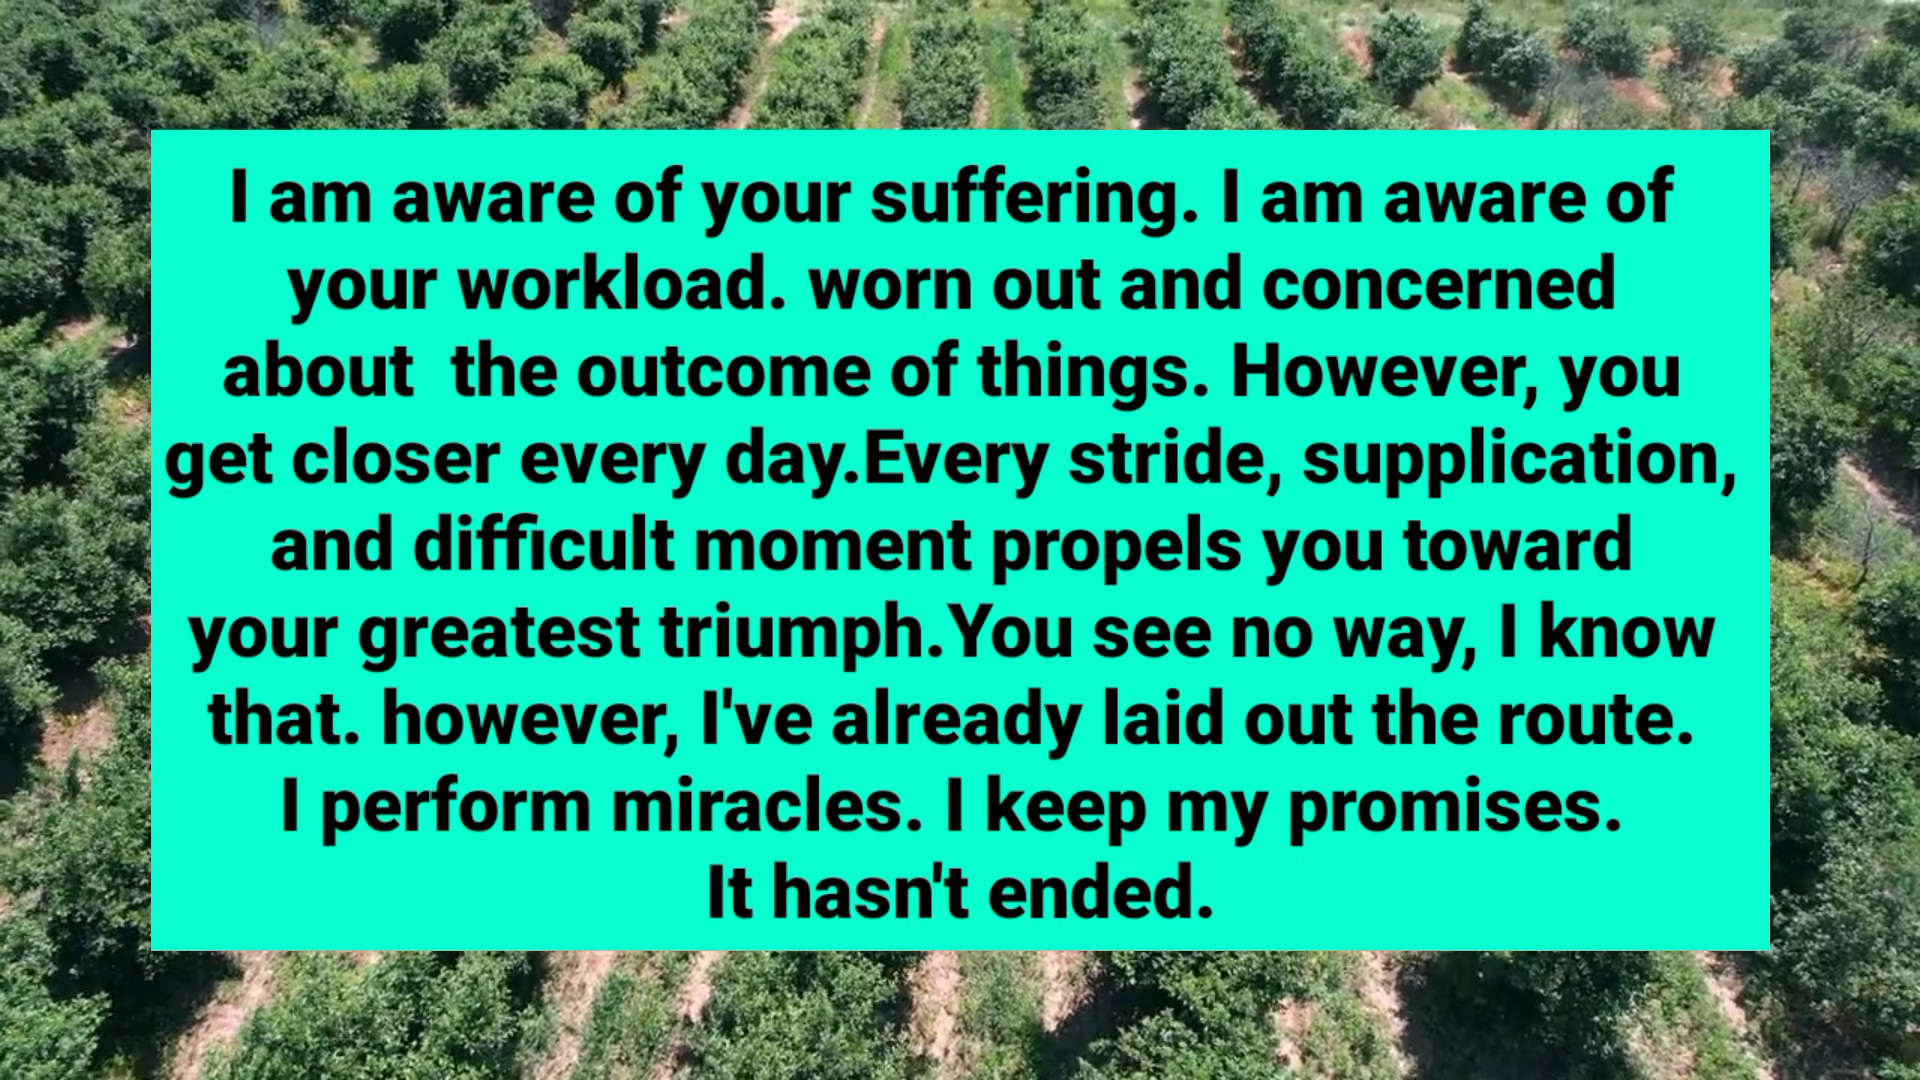 I am aware of your suffering. I am aware of
your workload. worn out and concerned
about  the outcome of things. However, you
get closer every day.Every stride, supplication,
and difficult moment propels you toward
your greatest triumph.You see no way, I know
that. however, I've already laid out the route.
I perform miracles. I keep my promises.
It hasn't ended.